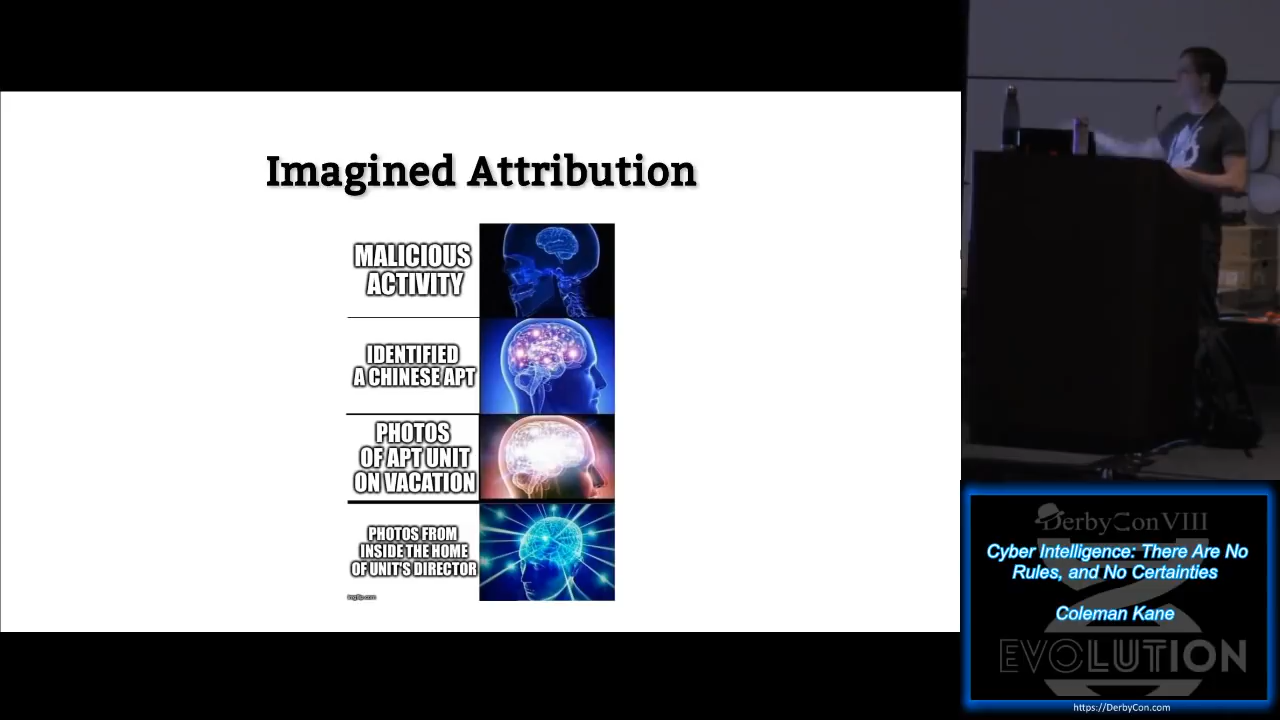 Imagined Attribution
MALICIOUS
ACTIVITY
IDENTIFIED
A CHINESE APT
PHOTOS
OF APT UNIT
ON VACATION
PHOTOS FROM
INSIDE THE HOME
OF UNIT'S DIRECTOR
imgflip.com
DerbyCon VIII
Cyber Intelligence: There Are No
Rules, and No Certainties
Coleman Kane
EVOLUTION
https://DerbyCon.com